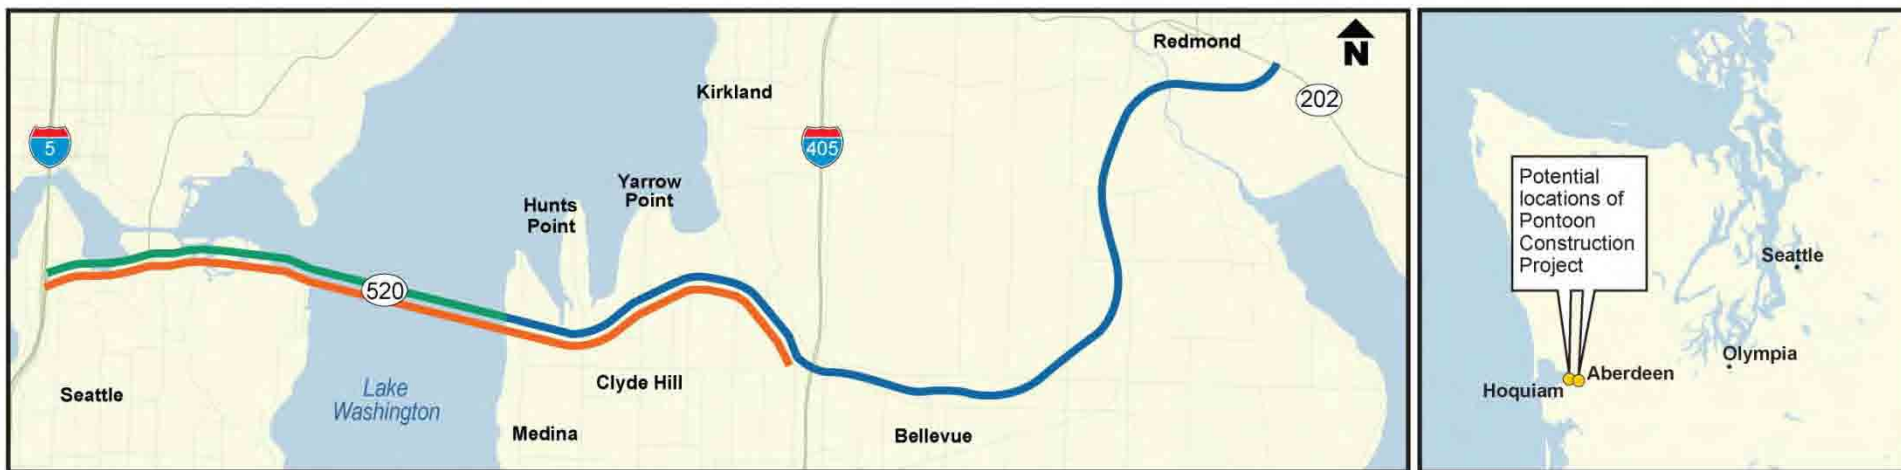 Redmond
N
Kirkland
202
5
405
Yarrow
Point
Hunts
Point
520
Seattle
Lake
Washington
Clyde Hill
Medina
Bellevue
Potential
locations of
Pontoon
Construction
Project
Seattle
Olympia
Aberdeen
Hoquiam